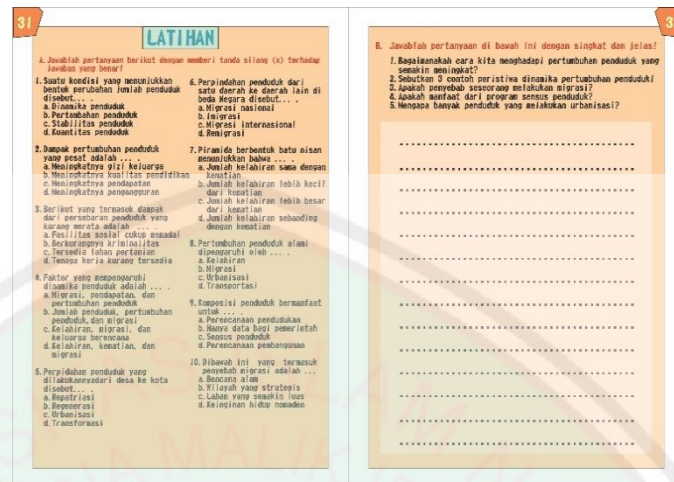 31
LATIHAN
A. Jawablah pertanyaan berikut dengan memberi tanda silang (x) terhadap
jawaban yang benar!
1. Suatu kondisi yang menunjukkan
bentuk perubahan jumlah penduduk
disebut... .
a. Dinamika penduduk
b. Pertambahan penduduk
c. Stabilitas penduduk
d. Kuantitas penduduk
2. Dampak pertumbuhan penduduk
yang pesat adalah ... .
a. Meningkatnya gizi keluarga
b. Meningkatnya kualitas pendidikan
c. Meningkatnya pendapatan
d. Meningkatnya pengangguran
3. Berikut yang termasuk dampak
dari persebaran penduduk yang
kurang merata adalah ... .
a. Fasilitas sosial cukup memadai
b. Berkurangnya kriminalitas
c. Tersedia lahan pertanian
d. Tenaga kerja kurang tersedia
4. Faktor yang mempengaruhi
dinamika penduduk adalah ... .
a. Migrasi, pendapatan, dan
pertumbuhan penduduk
b. Jumlah penduduk, pertumbuhan
penduduk, dan migrasi
c. Kelahiran, migrasi, dan
keluarga berencana
d. Kelahiran, kematian, dan
migrasi
5. Perpidahan penduduk yang
dilakukannyadari desa ke kota
disebut... .
a. Repatriasi
b. Regenerasi
c. Urbanisasi
d. Transformasi
6. Perpindahan penduduk dari
satu daerah ke daerah lain di
beda Negara disebut... .
a. Migrasi nasional
b. Imigrasi
c. Migrasi internasional
d. Remigrasi
7. Piramida berbentuk batu nisan
menunjukkan bahwa ... .
a. Jumlah kelahiran sama dengan
kematian
b. Jumlah kelahiran lebih kecil
dari kematian
c. Jumlah kelahiran lebih besar
dari kematian
d. Jumlah kelahiran sebanding
dengan kematian
8. Pertumbuhan penduduk alami
dipengaruhi oleh ... .
a. Kelahiran
b. Migrasi
c. Urbanisasi
d. Transportasi
9. Komposisi penduduk bermanfaat
untuk ... .
a. Perencanaan pendudukan
b. Hanya data bagi pemerintah
c. Sensus penduduk
d. Perencanaan pembangunan
10. Dibawah ini yang termasuk
penyebab migrasi adalah ...
a. Bencana alam
b. Wilayah yang strategis
c. Lahan yang semakin luas
d. Keinginan hidup nomaden
3
B. Jawablah pertanyaan di bawah ini dengan singkat dan jelas!
1. Bagaimanakah cara kita menghadapi pertumbuhan penduduk yang
semakin meningkat?
2. Sebutkan 3 contoh peristiwa dinamika pertumbuhan penduduk!
3. Apakah penyebab seseorang melakukan migrasi?
4. Apakah manfaat dari program sensus penduduk?
5. Mengapa banyak penduduk yang melakukan urbanisasi?